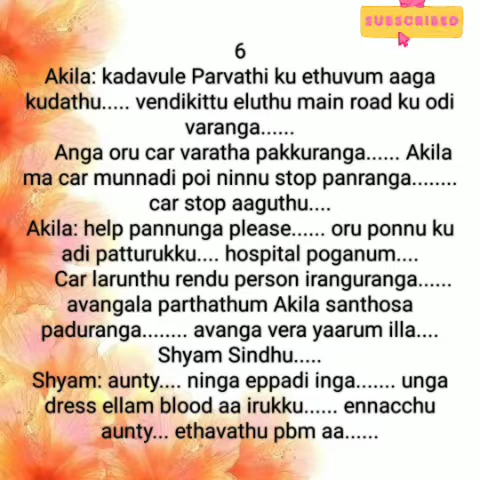 SUBSCRIBED
6
Akila: kadavule Parvathi ku ethuvum aaga
kudathu..... vendikittu eluthu main road ku odi
varanga......
Anga oru car varatha pakkuranga...... Akila
ma car munnadi poi ninnu stop panranga........
car stop aaguthu....
Akila: help pannunga please...... oru ponnu ku
adi patturukku.... hospital poganum....
Car larunthu rendu person iranguranga......
avangala parthathum Akila santhosa
paduranga........ avanga vera yaarum illa....
Shyam Sindhu.....
Shyam: aunty.... ninga eppadi inga....... unga
dress ellam blood aa irukku...... ennacchu
aunty... ethavathu pbm aa......